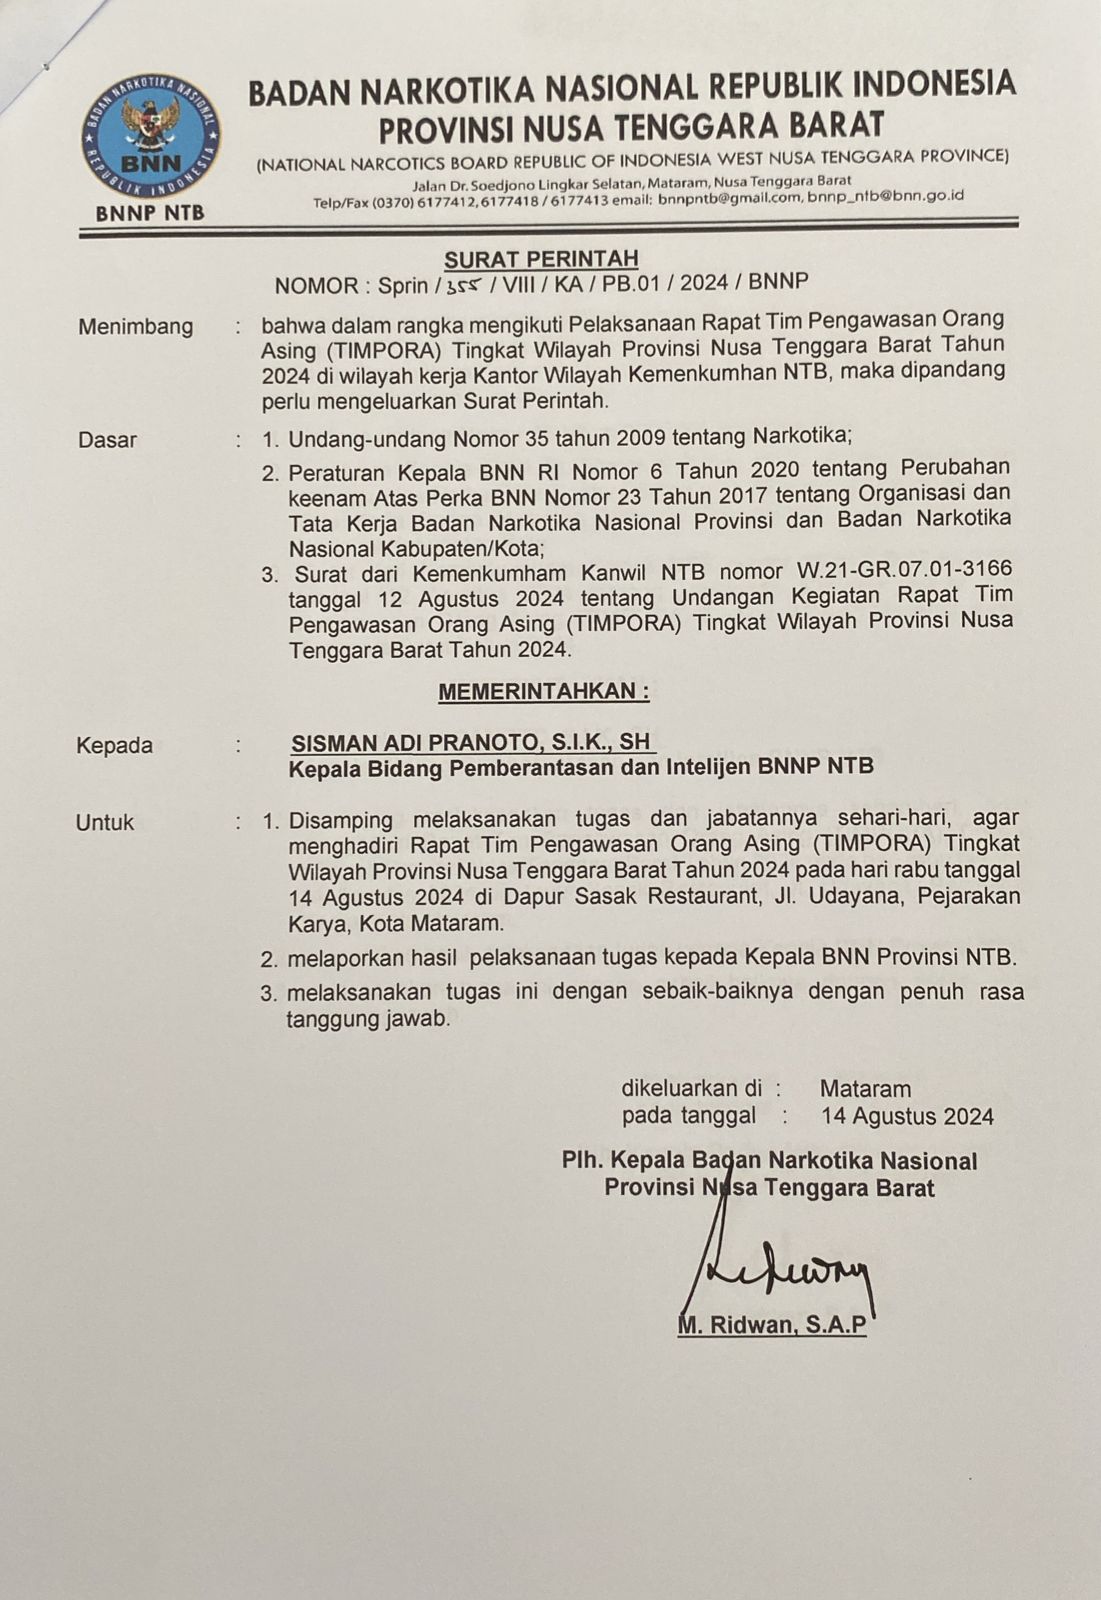 BADAN NARKOTIKA NASIONAL
REPUBLIK INDONESIA
BNN
BNNP NTB
BADAN NARKOTIKA NASIONAL REPUBLIK INDONESIA
PROVINSI NUSA TENGGARA BARAT
(NATIONAL NARCOTICS BOARD REPUBLIC OF INDONESIA WEST NUSA TENGGARA PROVINCE)
Jalan Dr. Soedjono Lingkar Selatan, Mataram, Nusa Tenggara Barat
Telp/Fax (0370) 6177412, 6177418 / 6177413 email: bnnpntb@gmail.com, bnnp_ntb@bnn.go.id
SURAT PERINTAH
NOMOR : Sprin / 355 / VIII / KA / PB.01 / 2024 / BNNP
Menimbang : bahwa dalam rangka mengikuti Pelaksanaan Rapat Tim Pengawasan Orang
Asing (TIMPORA) Tingkat Wilayah Provinsi Nusa Tenggara Barat Tahun
2024 di wilayah kerja Kantor Wilayah Kemenkumhan NTB, maka dipandang
perlu mengeluarkan Surat Perintah.
Dasar : 1. Undang-undang Nomor 35 tahun 2009 tentang Narkotika;
2. Peraturan Kepala BNN RI Nomor 6 Tahun 2020 tentang Perubahan
keenam Atas Perka BNN Nomor 23 Tahun 2017 tentang Organisasi dan
Tata Kerja Badan Narkotika Nasional Provinsi dan Badan Narkotika
Nasional Kabupaten/Kota;
3. Surat dari Kemenkumham Kanwil NTB nomor W.21-GR.07.01-3166
tanggal 12 Agustus 2024 tentang Undangan Kegiatan Rapat Tim
Pengawasan Orang Asing (TIMPORA) Tingkat Wilayah Provinsi Nusa
Tenggara Barat Tahun 2024.
MEMERINTAHKAN :
Kepada : SISMAN ADI PRANOTO, S.I.K., SH
Kepala Bidang Pemberantasan dan Intelijen BNNP NTB
Untuk : 1. Disamping melaksanakan tugas dan jabatannya sehari-hari, agar
menghadiri Rapat Tim Pengawasan Orang Asing (TIMPORA) Tingkat
Wilayah Provinsi Nusa Tenggara Barat Tahun 2024 pada hari rabu tanggal
14 Agustus 2024 di Dapur Sasak Restaurant, Jl. Udayana, Pejarakan
Karya, Kota Mataram.
2. melaporkan hasil pelaksanaan tugas kepada Kepala BNN Provinsi NTB.
3. melaksanakan tugas ini dengan sebaik-baiknya dengan penuh rasa
tanggung jawab.
dikeluarkan di : Mataram
pada tanggal : 14 Agustus 2024
Plh. Kepala Badan Narkotika Nasional
Provinsi Nusa Tenggara Barat
M. Ridwan, S.A.P